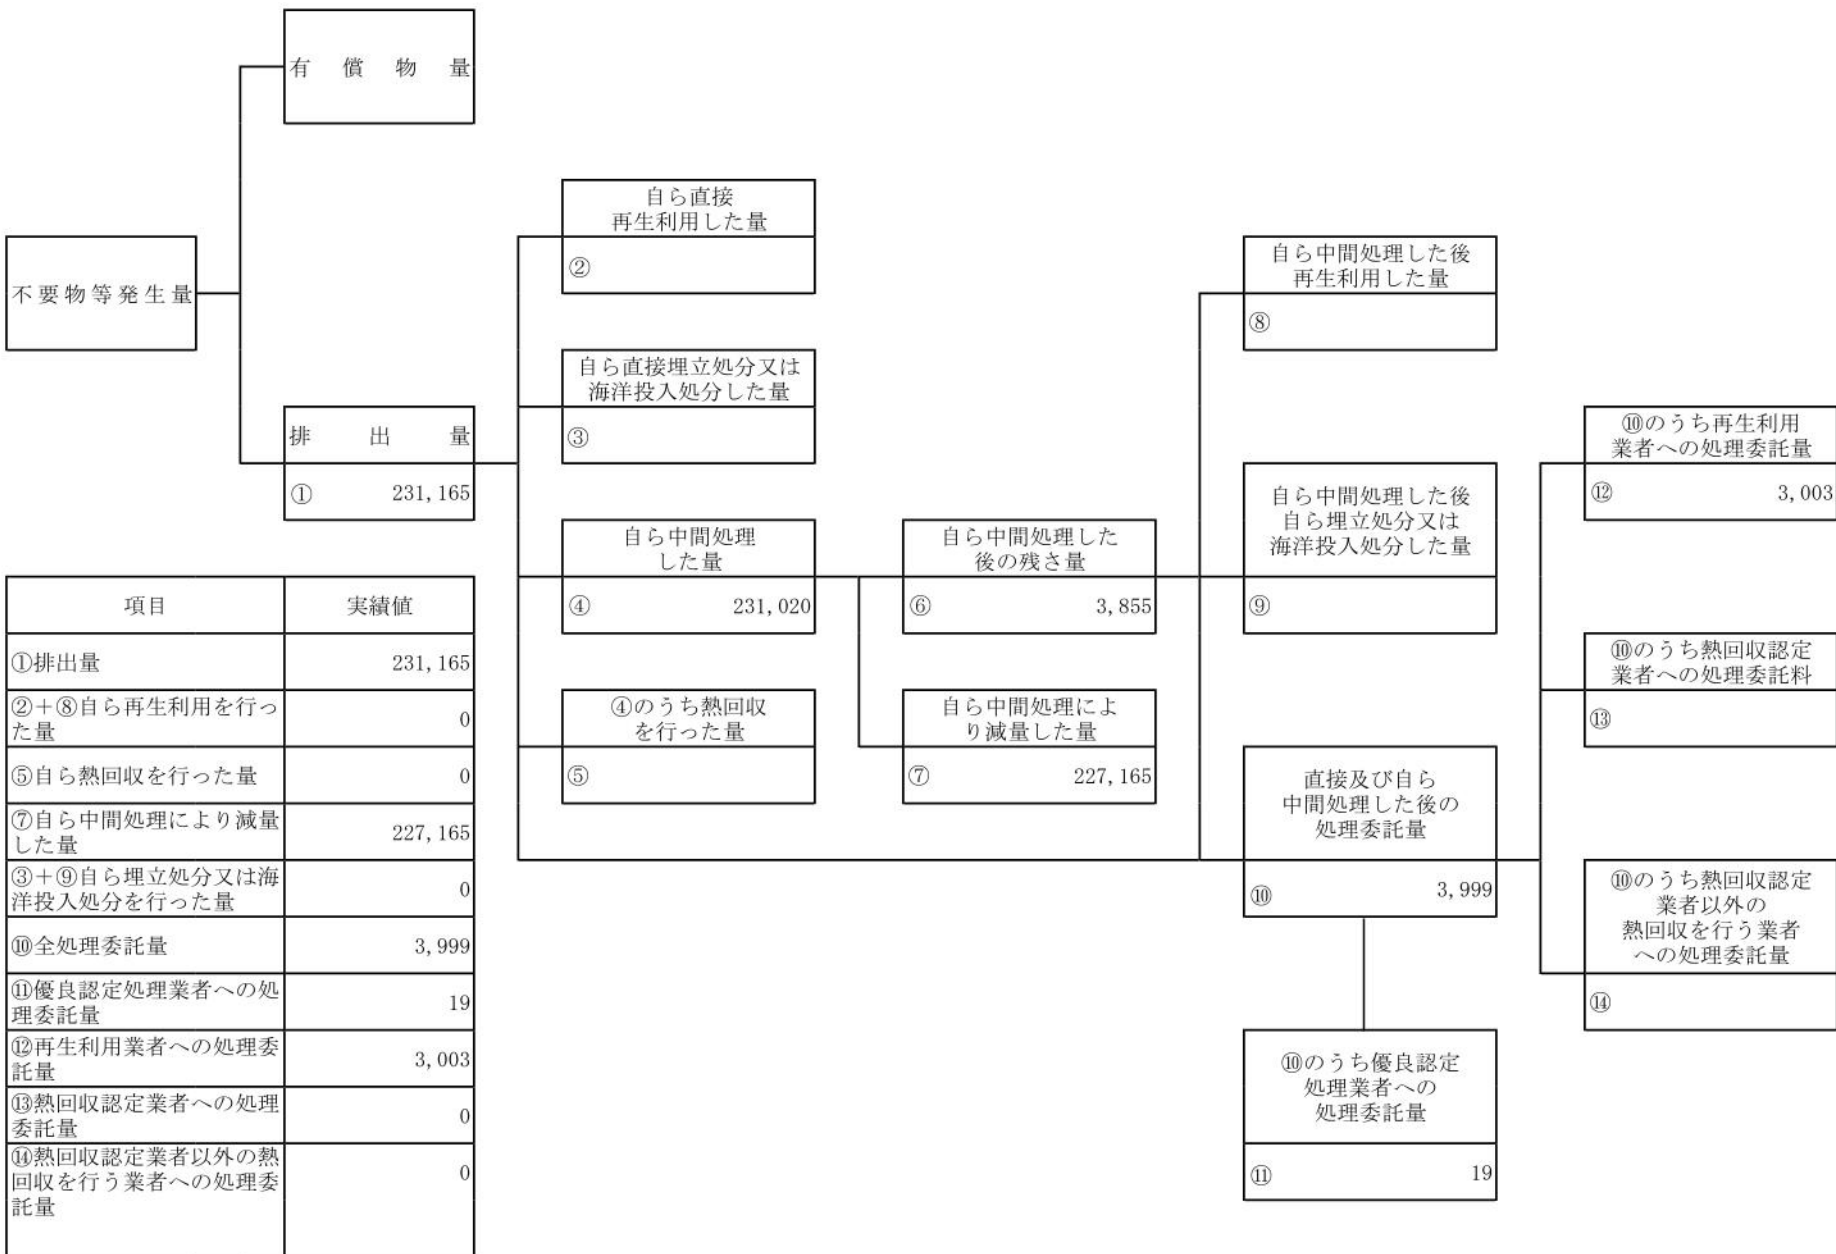 有償物量
不要物等発生量
排出量
① 231,165
自ら直接
再生利用した量
②
自ら直接埋立処分又は
海洋投入処分した量
③
自ら中間処理
した量
④ 231,020
④のうち熱回収
を行った量
⑤
自ら中間処理した
後の残さ量
⑥ 3,855
自ら中間処理によ
り減量した量
⑦ 227,165
自ら中間処理した後
再生利用した量
⑧
自ら中間処理した後
自ら埋立処分又は
海洋投入処分した量
⑨
直接及び自ら
中間処理した後の
処理委託量
⑩ 3,999
⑩のうち優良認定
処理業者への
処理委託量
⑪ 19
⑩のうち再生利用
業者への処理委託量
⑫ 3,003
⑩のうち熱回収認定
業者への処理委託料
⑬
⑩のうち熱回収認定
業者以外の
熱回収を行う業者
への処理委託量
⑭
項目 実績値
①排出量 231,165
②＋⑧自ら再生利用を行っ
た量 0
⑤自ら熱回収を行った量 0
⑦自ら中間処理により減量
した量 227,165
③＋⑨自ら埋立処分又は海
洋投入処分を行った量 0
⑩全処理委託量 3,999
⑪優良認定処理業者への処
理委託量 19
⑫再生利用業者への処理委
託量 3,003
⑬熱回収認定業者への処理
委託量 0
⑭熱回収認定業者以外の熱
回収を行う業者への処理委 0
託量